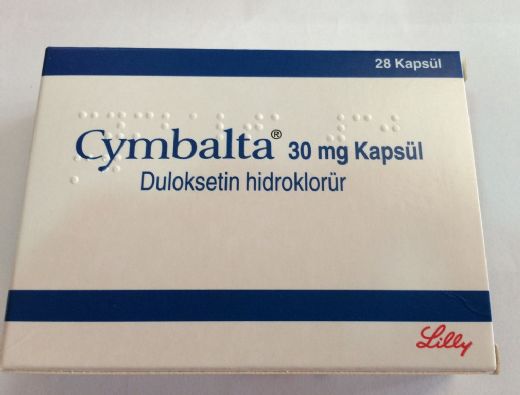 28 Kapsül
Cymbalta® 30 mg Kapsül
Duloksetin hidroklorür
Lilly